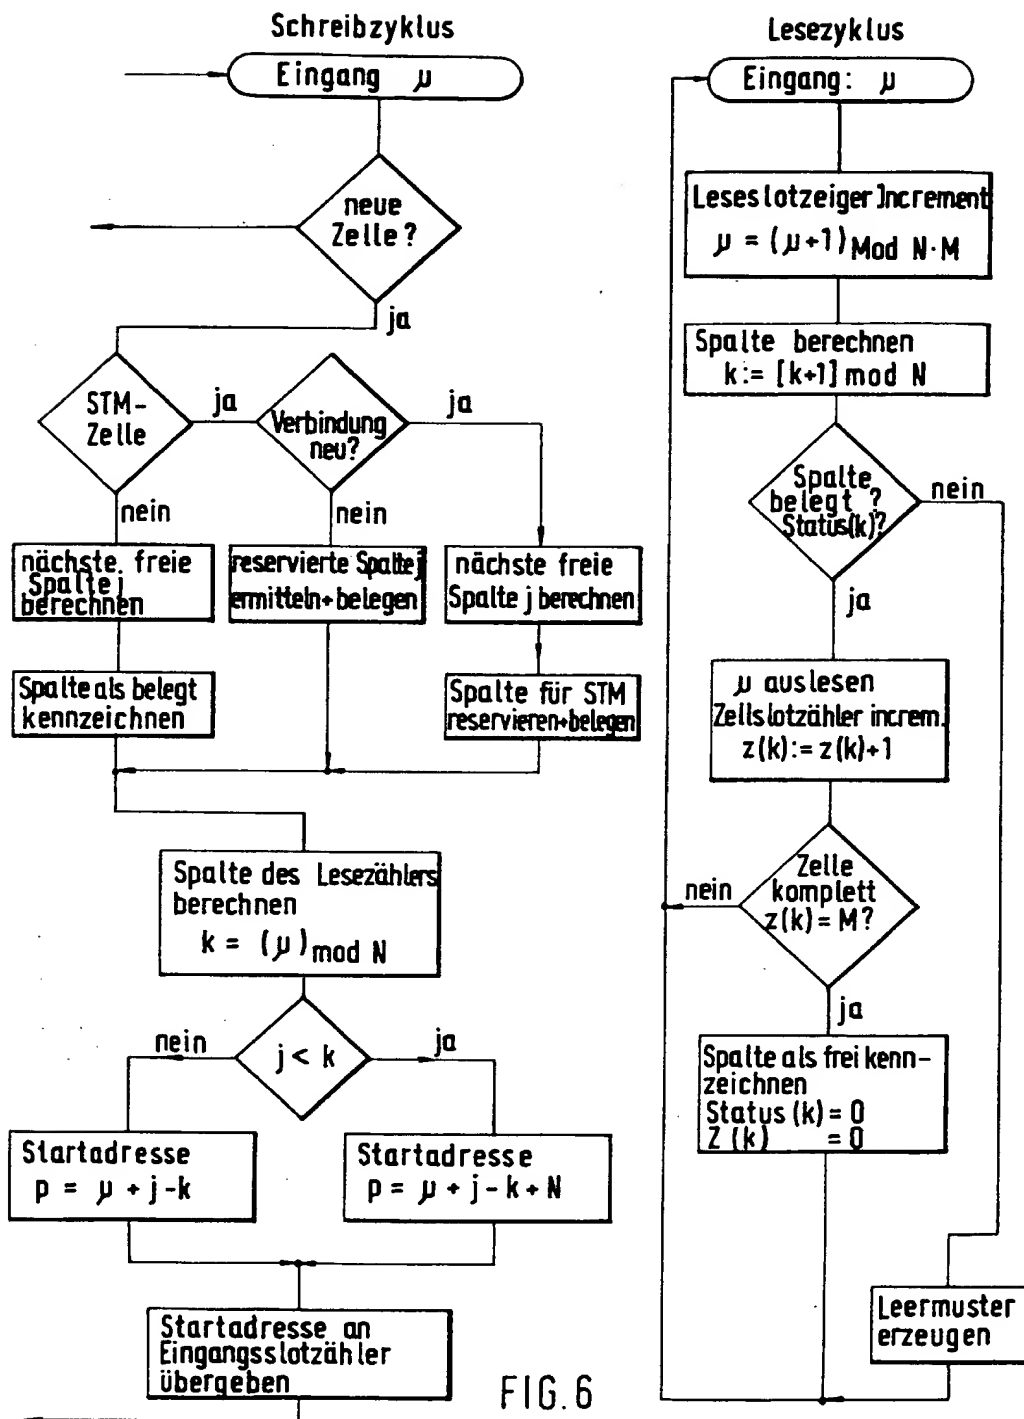 Schreibzyklus
Eingang µ
neue
Zelle?
ja
STM-
Zelle
ja
Verbindung
neu?
ja
nein
nein
nächste freie
Spalte j
berechnen
reservierte Spalte j
ermitteln+belegen
nächste freie
Spalte j berechnen
Spalte als belegt
kennzeichnen
Spalte für STM
reservieren+belegen
Spalte des Lesezählers
berechnen
k = (µ) mod N
nein
j < k
ja
Startadresse
p = µ + j-k
Startadresse
p = µ + j-k+N
Startadresse an
Eingangsslotzähler
übergeben
Lesezyklus
Eingang: µ
Leseslotzeiger Increment
µ = (µ+1) Mod N·M
Spalte berechnen
k:= [k+1] mod N
Spalte
belegt ?
Status(k)?
nein
ja
µ auslesen
Zellslotzähler increm.
z(k):= z(k)+1
Zelle
komplett
z(k) = M?
nein
ja
Spalte als frei kenn-
zeichnen
Status (k) = 0
Z (k) = 0
Leermuster
erzeugen
FIG.6